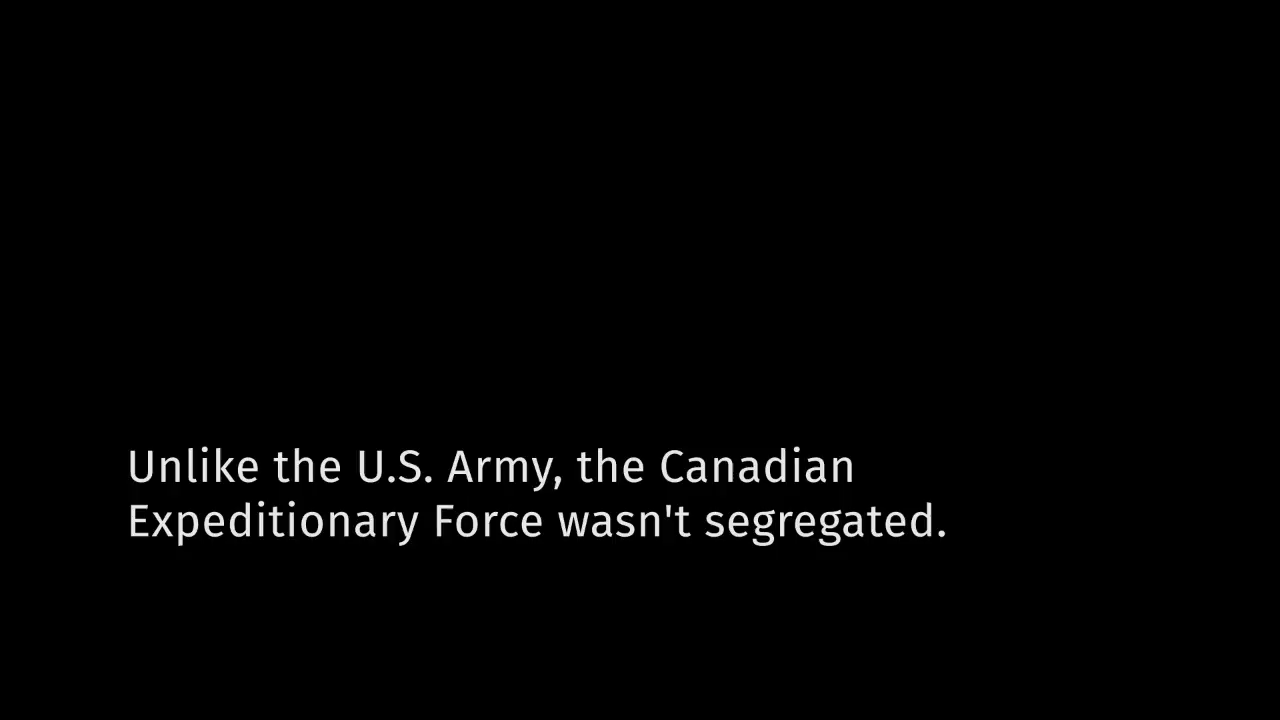 Unlike the U.S. Army, the Canadian
Expeditionary Force wasn't segregated.